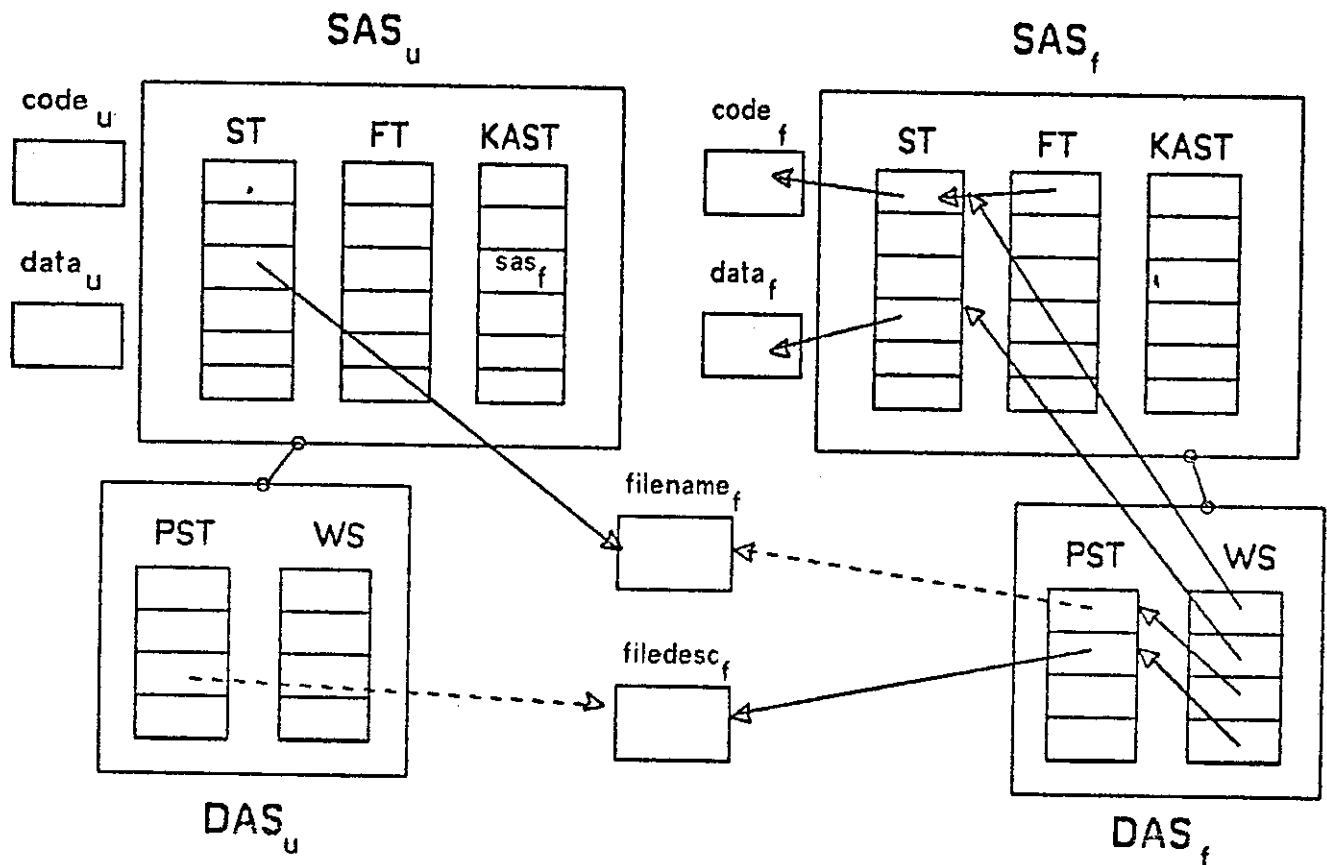 SAS_u
SAS_f
code_u
ST FT KAST
data_u
sas_f
code_f
ST FT KAST
data_f
filename_f
filedesc_f
PST WS
DAS_u
PST WS
DAS_f